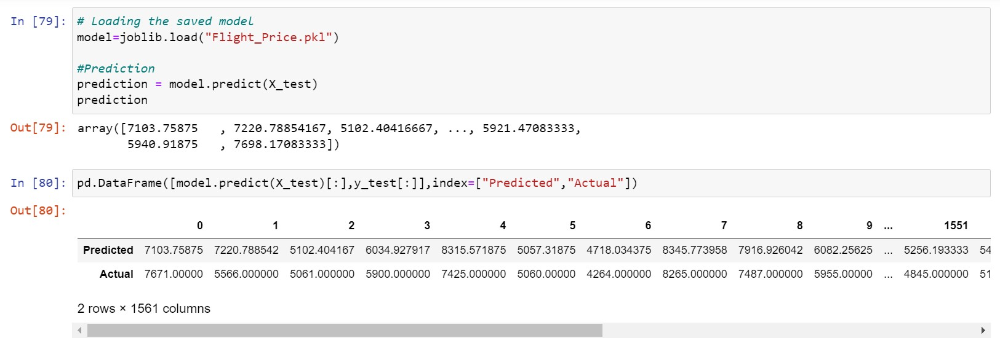 In [79]: # Loading the saved model
model=joblib.load("Flight_Price.pkl")
#Prediction
prediction = model.predict(X_test)
prediction
Out[79]: array([7103.75875   , 7220.78854167, 5102.40416667, ..., 5921.47083333,
5940.91875   , 7698.17083333])
In [80]: pd.DataFrame([model.predict(X_test)[:],y_test[:]],index=["Predicted","Actual"])
Out[80]:
0 1 2 3 4 5 6 7 8 9 ... 1551
Predicted 7103.75875 7220.788542 5102.404167 6034.927917 8315.571875 5057.31875 4718.034375 8345.773958 7916.926042 6082.25625 ... 5256.193333 54
Actual 7671.00000 5566.000000 5061.000000 5900.000000 7425.000000 5060.00000 4264.000000 8265.000000 7487.000000 5955.00000 ... 4845.000000 51
2 rows × 1561 columns